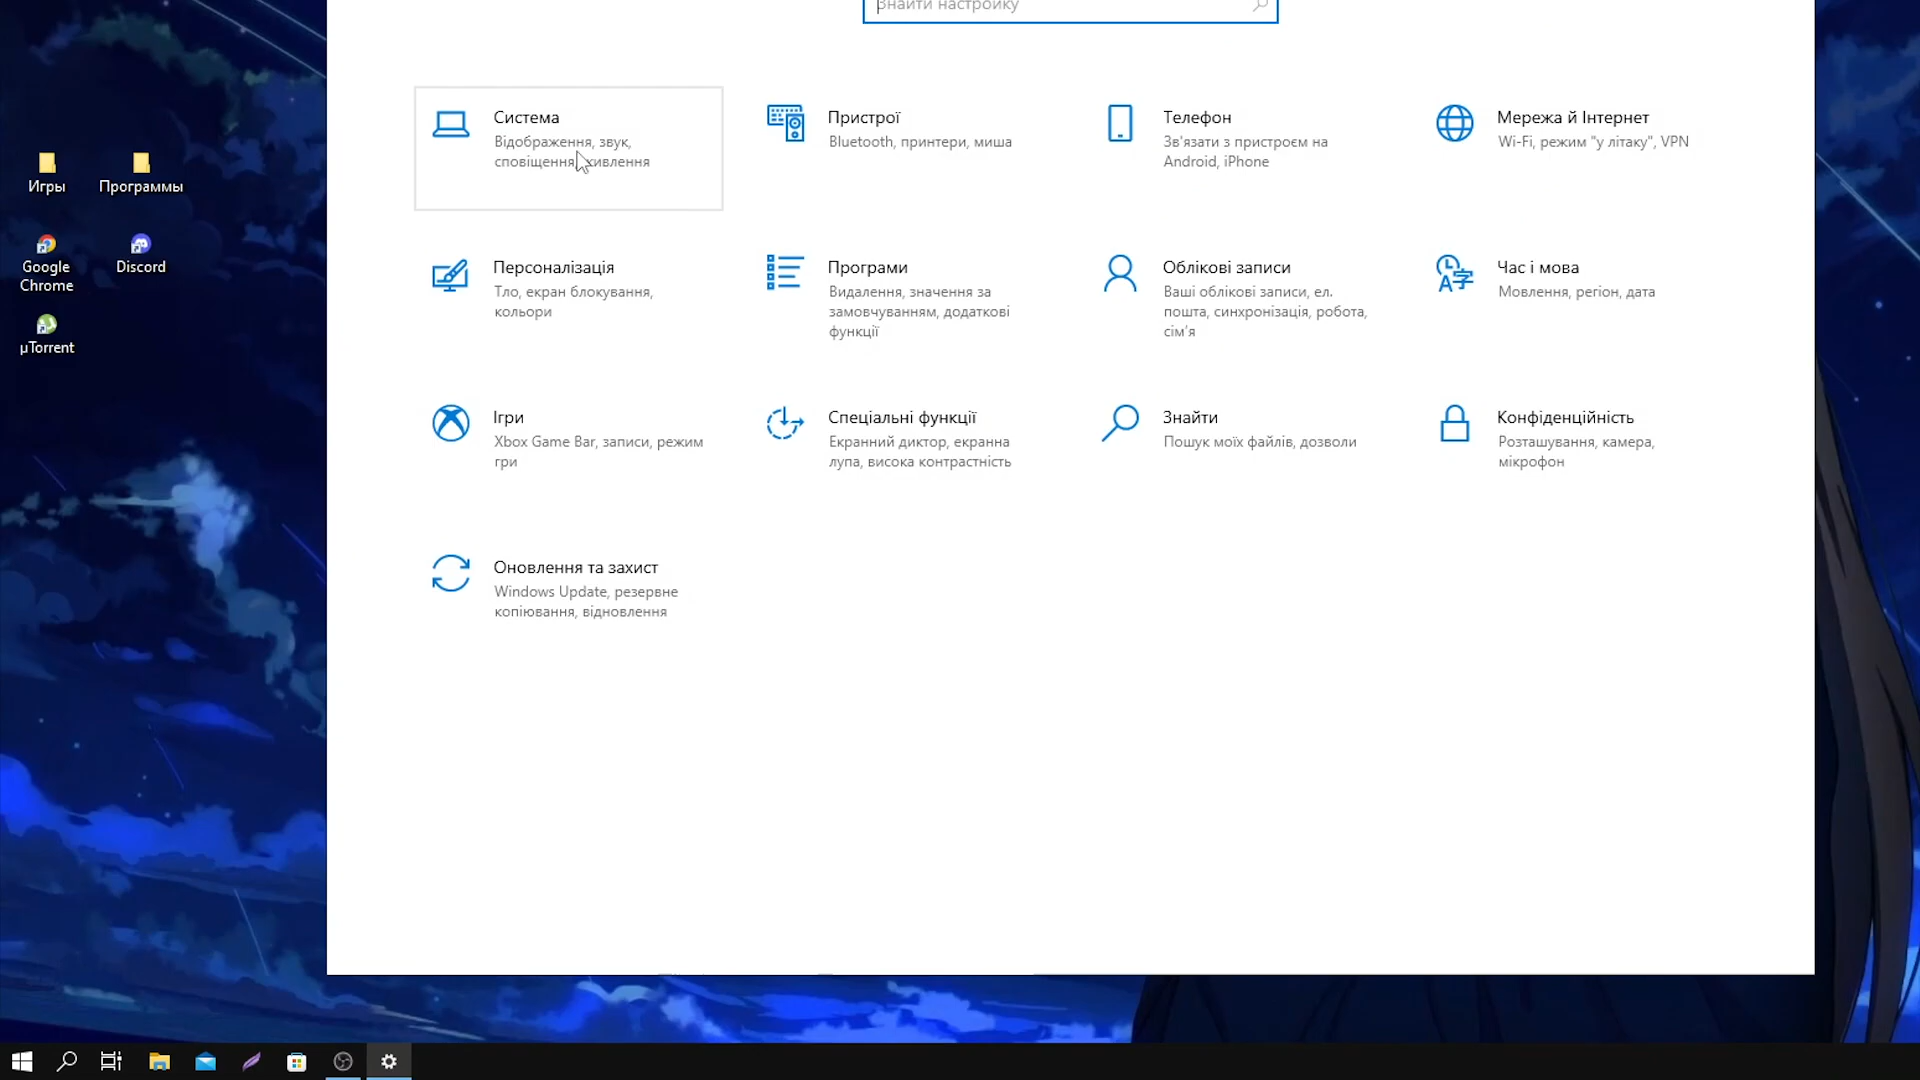 Знайти настройку
Система
Відображення, звук,
сповіщення, живлення
Пристрої
Bluetooth, принтери, миша
Телефон
Зв'язати з пристроєм на
Android, iPhone
Мережа й Інтернет
Wi-Fi, режим "у літаку", VPN
Игры
Программы
Персоналізація
Тло, екран блокування,
кольори
Програми
Видалення, значення за
замовчуванням, додаткові
функції
Облікові записи
Ваші облікові записи, ел.
пошта, синхронізація, робота,
сім'я
Час і мова
Мовлення, регіон, дата
Google
Chrome
Discord
µTorrent
Ігри
Xbox Game Bar, записи, режим
гри
Спеціальні функції
Екранний диктор, екранна
лупа, висока контрастність
Знайти
Пошук моїх файлів, дозволи
Конфіденційність
Розташування, камера,
мікрофон
Оновлення та захист
Windows Update, резервне
копіювання, відновлення